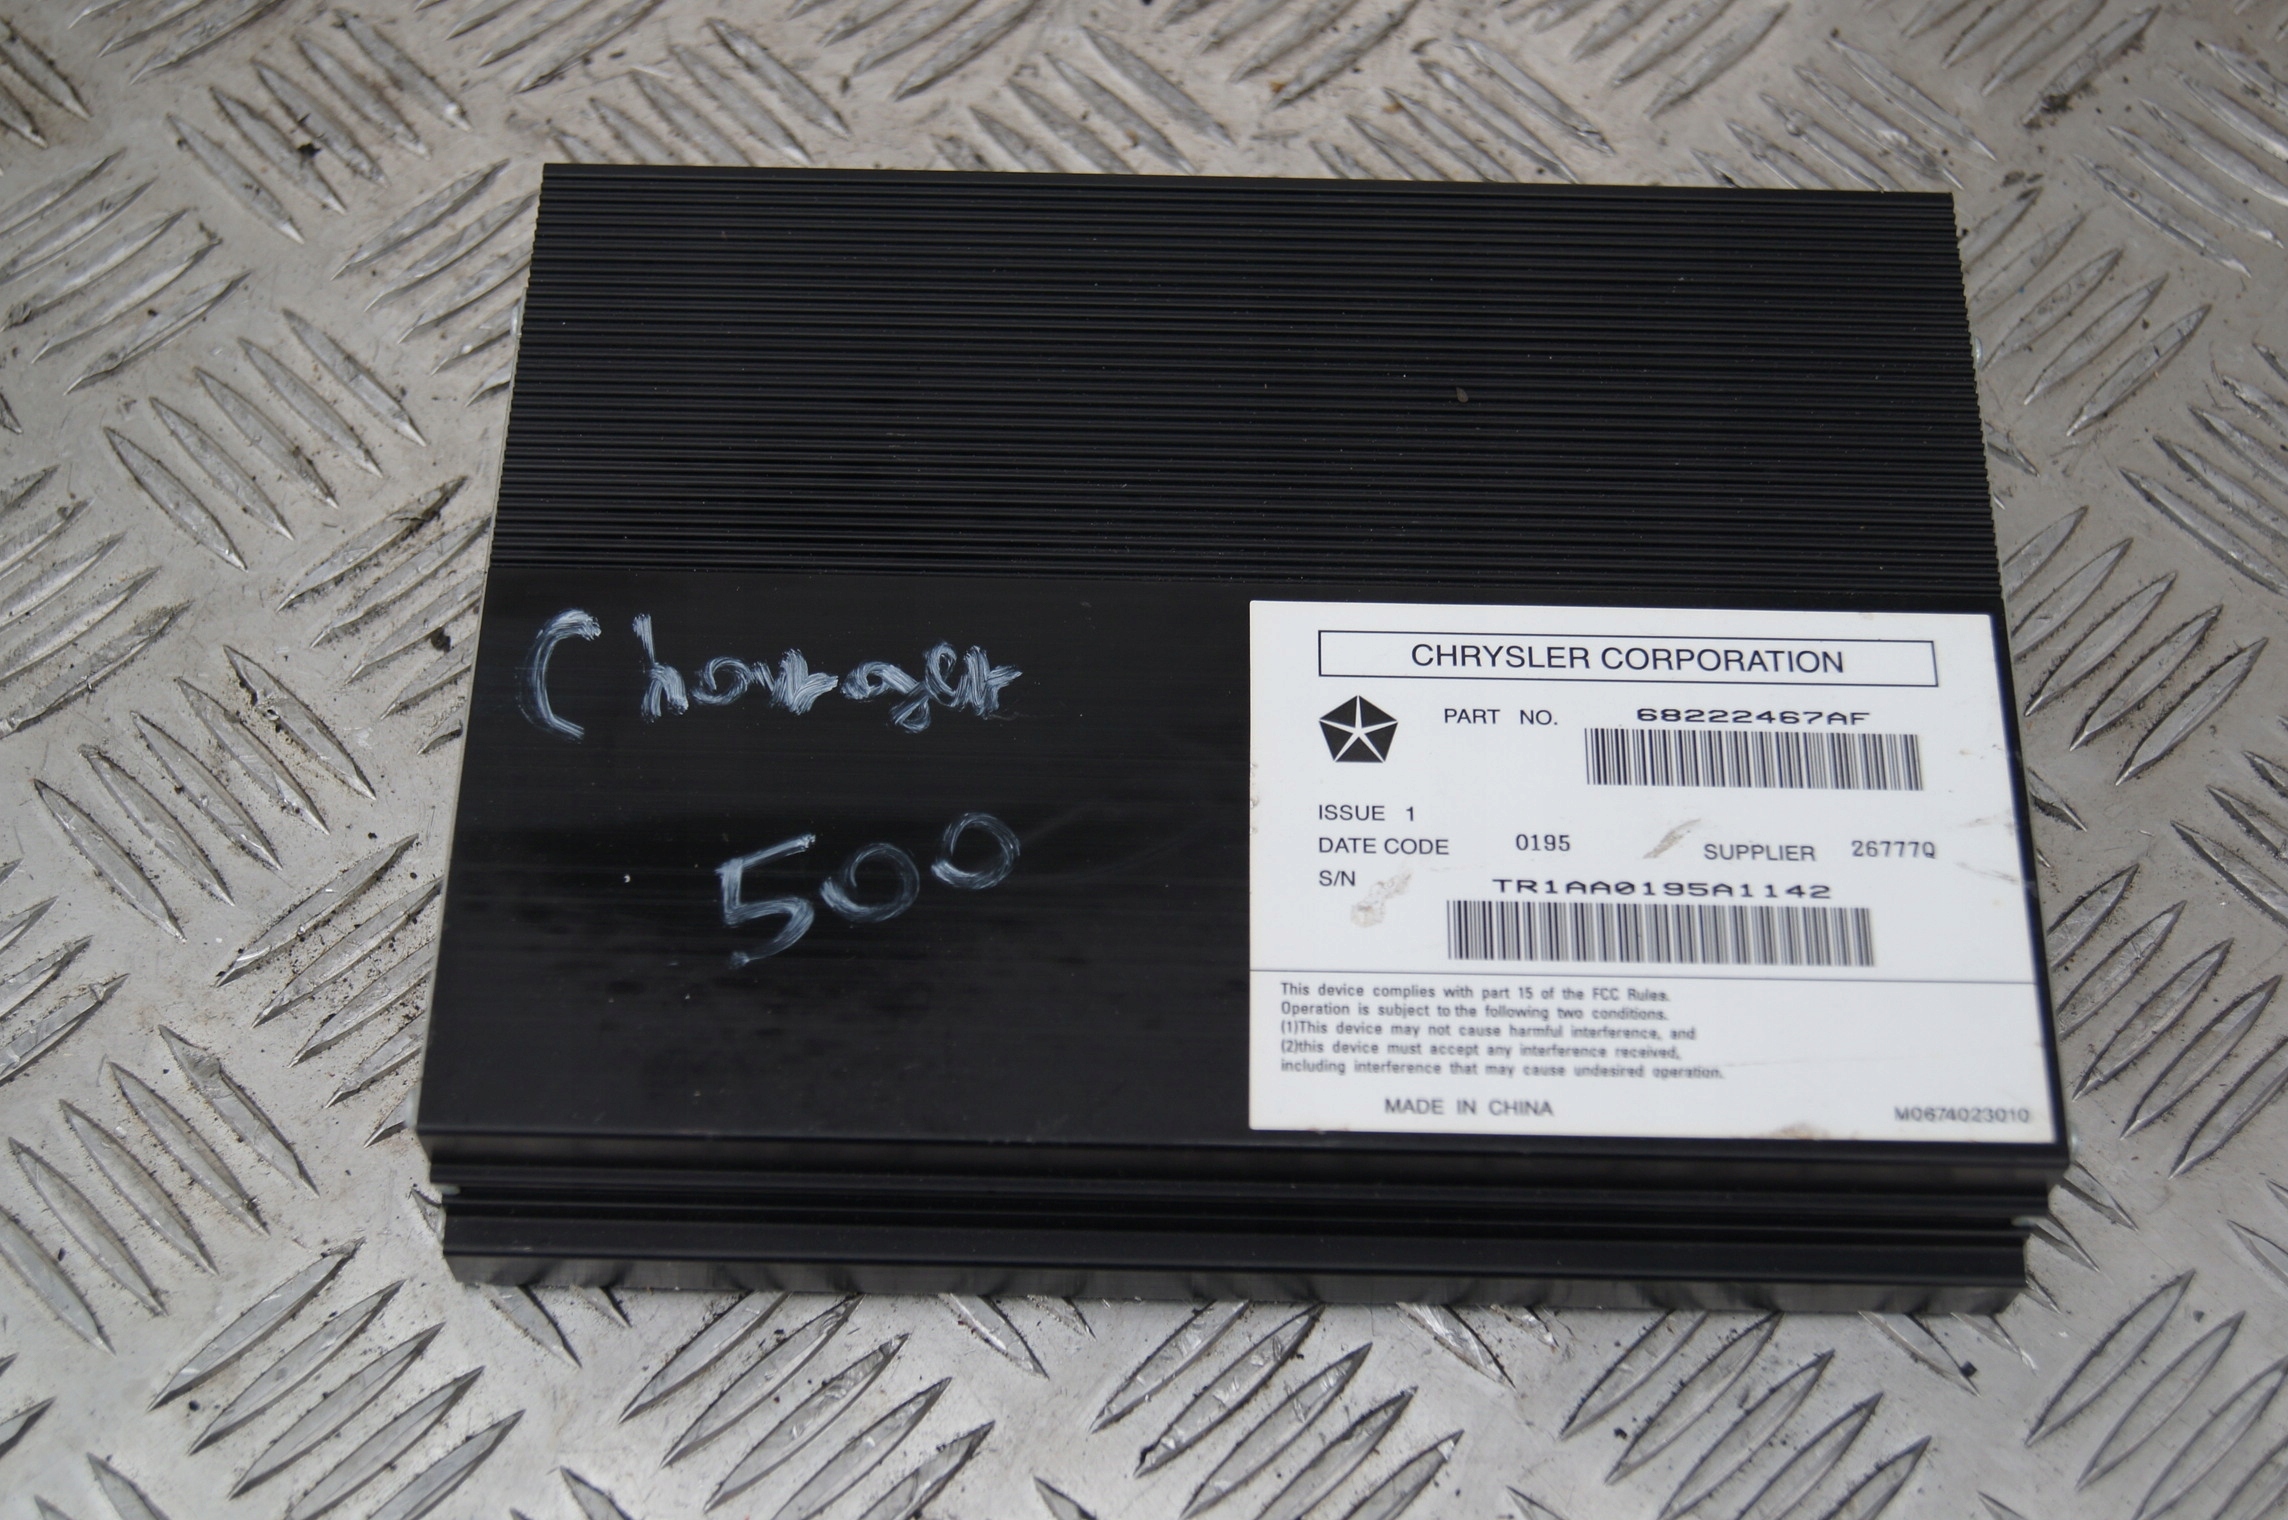 Charger
500
CHRYSLER CORPORATION
PART NO. 68222467AF
ISSUE 1
DATE CODE 0195 SUPPLIER 26777Q
S/N TR1AA0195A1142
This device complies with part 15 of the FCC Rules.
Operation is subject to the following two conditions.
(1)This device may not cause harmful interference, and
(2)this device must accept any interference received,
including interference that may cause undesired operation.
MADE IN CHINA M0674023010